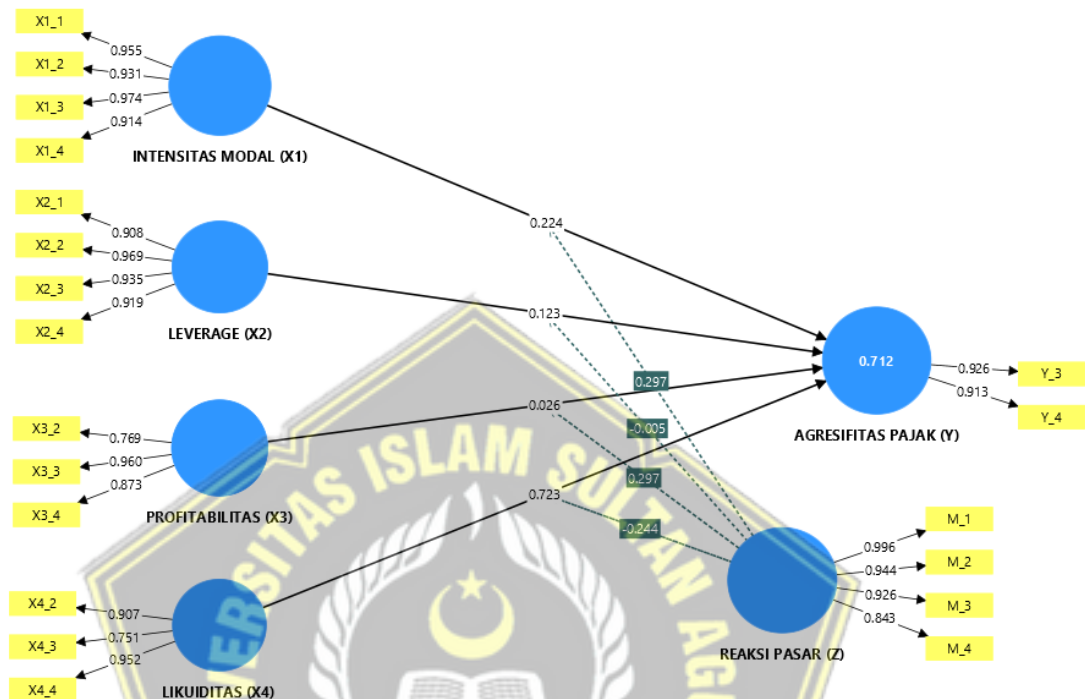 X1_1
0.955
X1_2
0.931
X1_3
0.974
X1_4
0.914
INTENSITAS MODAL (X1)
0.224
X2_1
0.908
X2_2
0.969
X2_3
0.935
X2_4
0.919
LEVERAGE (X2)
0.123
X3_2
0.769
X3_3
0.960
X3_4
0.873
PROFITABILITAS (X3)
0.026
X4_2
0.907
X4_3
0.751
X4_4
0.952
LIKUIDITAS (X4)
0.723
0.297
-0.005
0.297
-0.244
0.712
AGRESIFITAS PAJAK (Y)
0.926
Y_3
0.913
Y_4
REAKSI PASAR (Z)
0.996
M_1
0.944
M_2
0.926
M_3
0.843
M_4
ERSITAS ISLAM SULTAN AGU